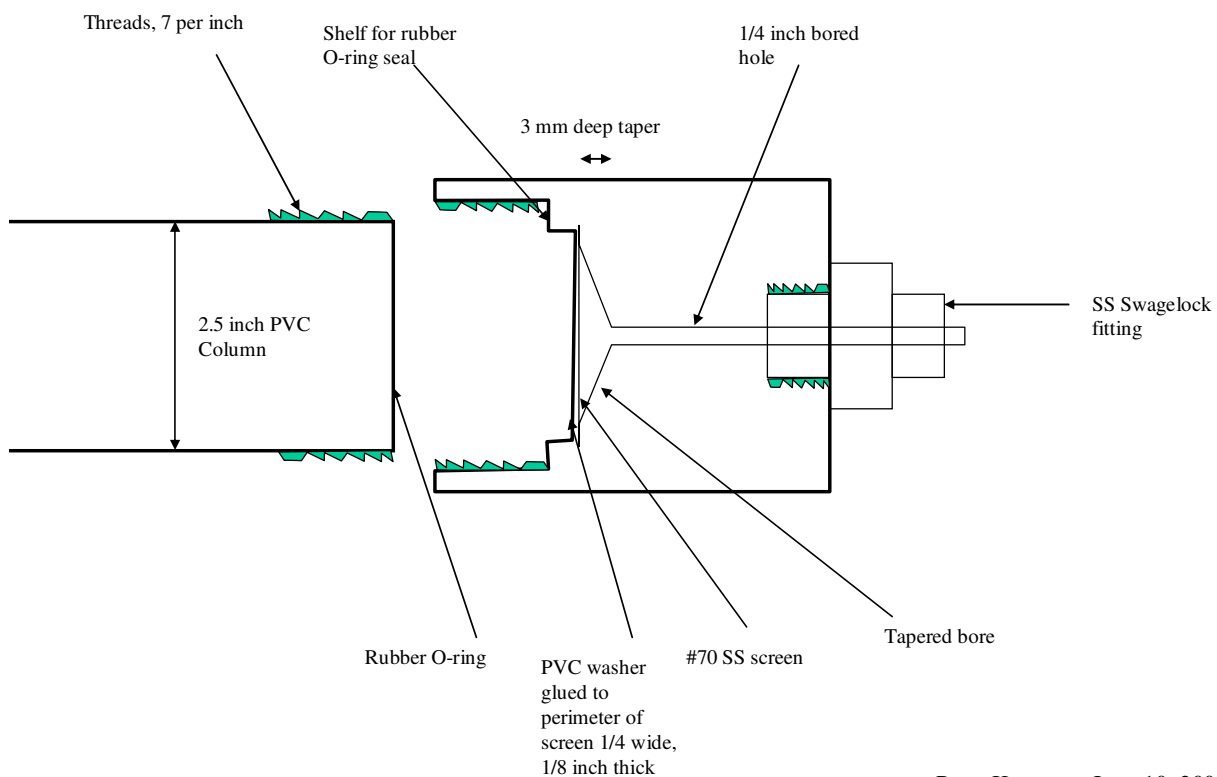 Threads, 7 per inch
Shelf for rubber
O-ring seal
1/4 inch bored
hole
3 mm deep taper
2.5 inch PVC
Column
SS Swagelock
fitting
Rubber O-ring
PVC washer
glued to
perimeter of
screen 1/4 wide,
1/8 inch thick
#70 SS screen
Tapered bore